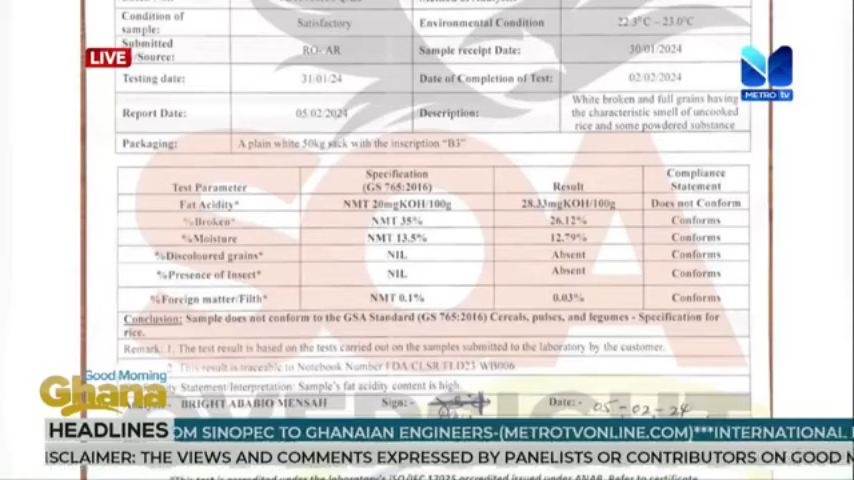 Condition of sample: Satisfactory Environmental Condition 22.3°C – 23.0°C
Submitted /Source: RO- AR Sample receipt Date: 30/01/2024
Testing date: 31/01/24 Date of Completion of Test: 02/02/2024
Report Date: 05/02/2024 Description: White broken and full grains having the characteristic smell of uncooked rice and some powdered substance
Packaging: A plain white 50kg sack with the inscription "B3"
Test Parameter Specification (GS 765:2016) Result Compliance Statement
Fat Acidity* NMT 20mgKOH/100g 28.33mgKOH/100g Does not Conform
%Broken* NMT 35% 26.12% Conforms
%Moisture NMT 13.5% 12.79% Conforms
%Discoloured grains* NIL Absent Conforms
%Presence of Insect* NIL Absent Conforms
%Foreign matter/Filth* NMT 0.1% 0.03% Conforms
Conclusion: Sample does not conform to the GSA Standard (GS 765:2016) Cereals, pulses, and legumes - Specification for
rice.
Remark: 1. The test result is based on the tests carried out on the samples submitted to the laboratory by the customer.
2. This result is traceable to Notebook Number FDA/CLSR/FLD23/WB006
Statement/Interpretation: Sample's fat acidity content is high.
BRIGHT ABABIO MENSAH Sign:- Date:- 05-02-24
LIVE
METRO tv
SOA
Good Morning
Ghana
HEADLINES
OM SINOPEC TO GHANAIAN ENGINEERS-(METROTVONLINE.COM)***INTERNATIONAL
ISCLAIMER: THE VIEWS AND COMMENTS EXPRESSED BY PANELISTS OR CONTRIBUTORS ON GOOD M